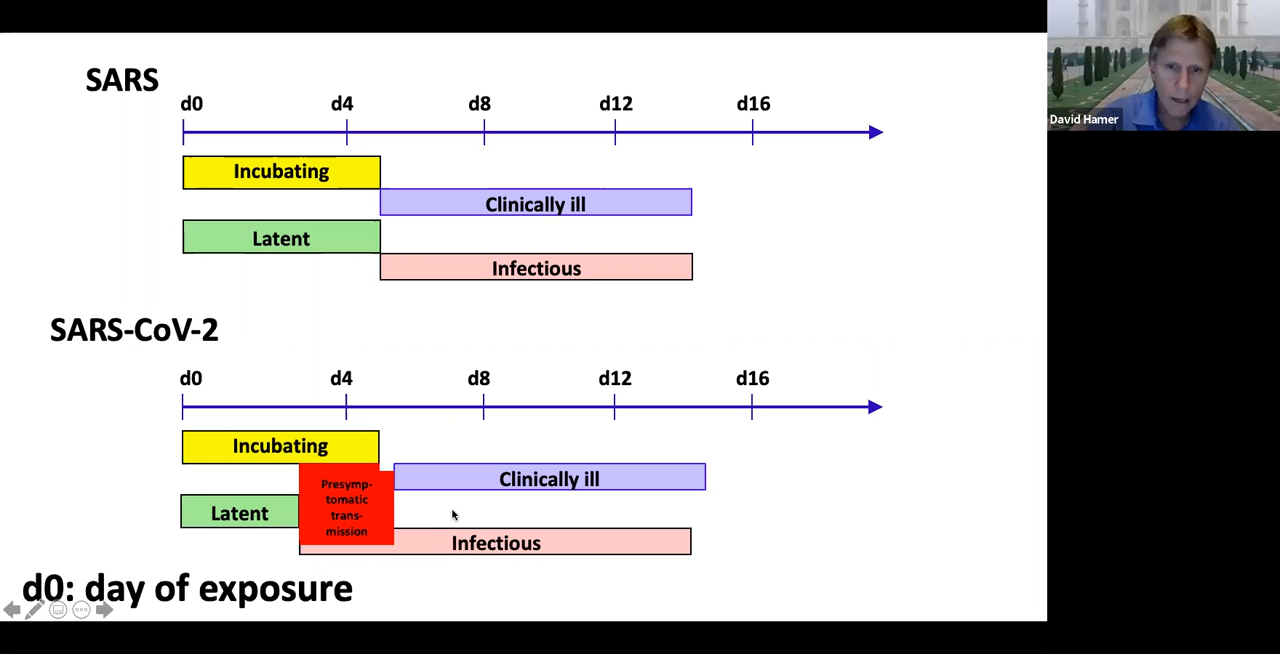 SARS
d0 d4 d8 d12 d16
Incubating
Clinically ill
Latent
Infectious
SARS-CoV-2
d0 d4 d8 d12 d16
Incubating
Clinically ill
Presymp-
tomatic
trans-
mission
Latent
Infectious
d0: day of exposure
David Hamer